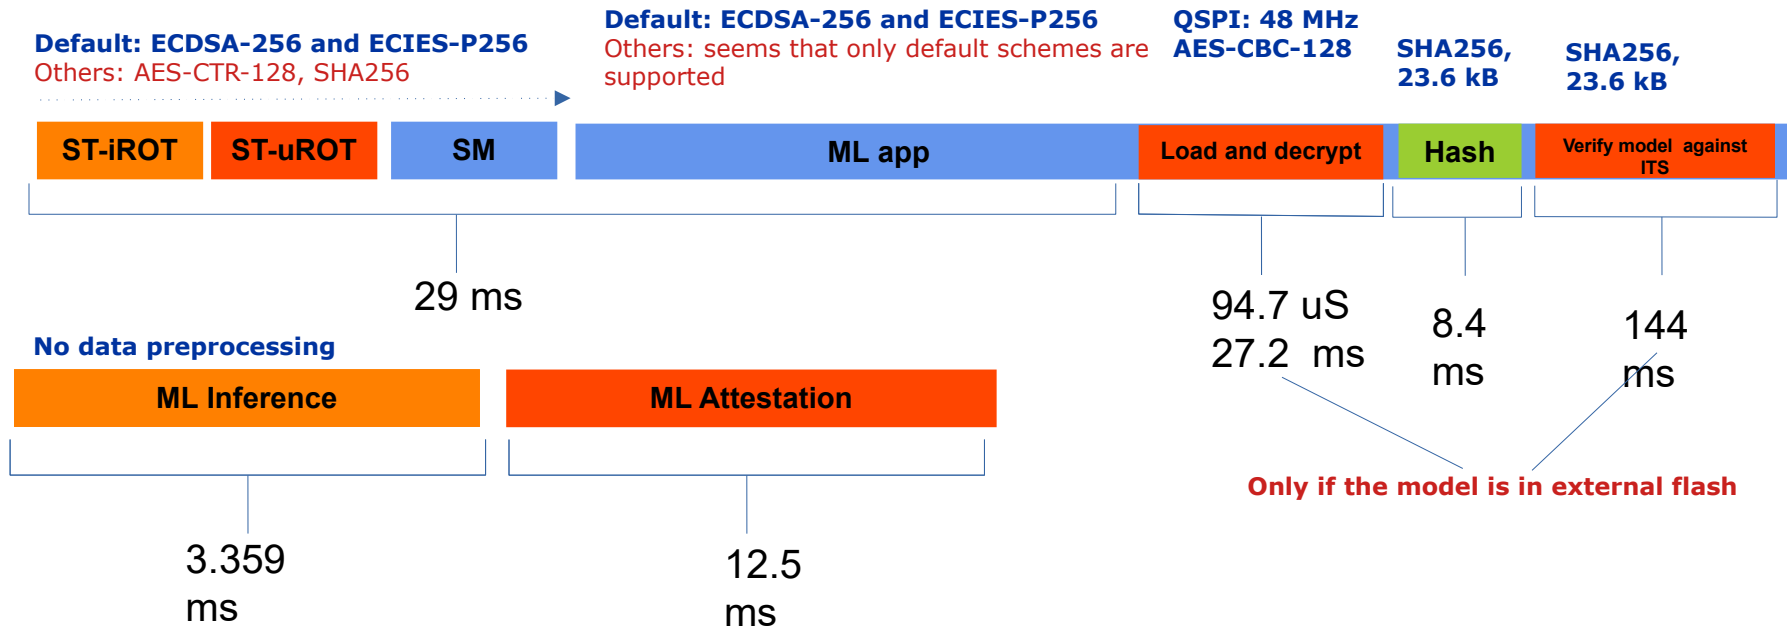 Default: ECDSA-256 and ECIES-P256
Others: AES-CTR-128, SHA256
Default: ECDSA-256 and ECIES-P256
Others: seems that only default schemes are
supported
QSPI: 48 MHz
AES-CBC-128
SHA256,
23.6 kB
SHA256,
23.6 kB
ST-iROT
ST-uROT
SM
ML app
Load and decrypt
Hash
Verify model against
ITS
29 ms
94.7 uS
27.2 ms
8.4
ms
144
ms
No data preprocessing
ML Inference
ML Attestation
Only if the model is in external flash
3.359
ms
12.5
ms